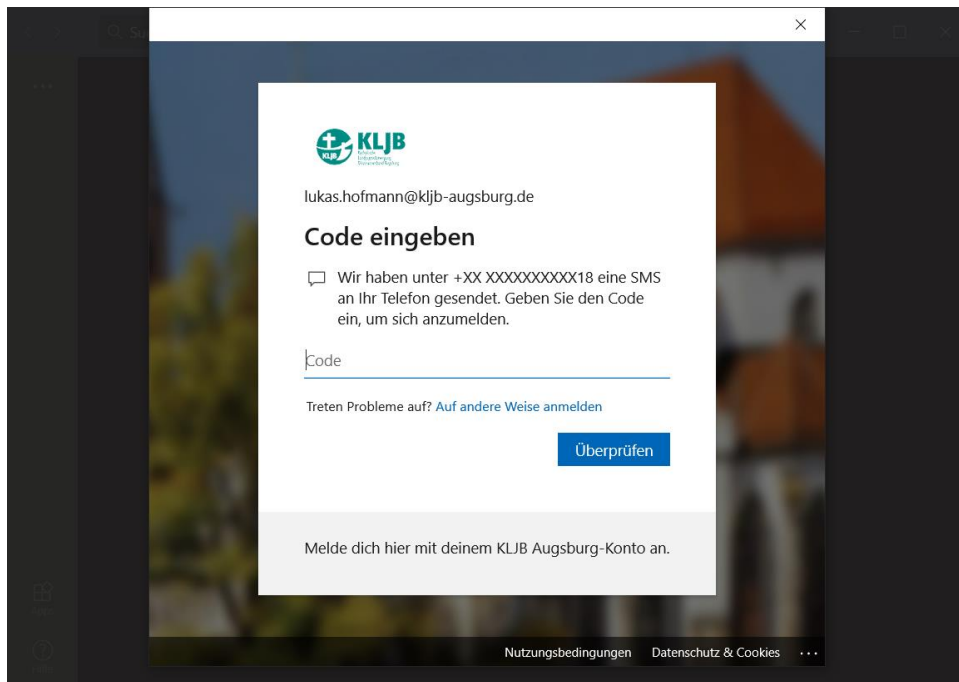 KLJB
KLJB
lukas.hofmann@kljb-augsburg.de
Code eingeben
Wir haben unter +XX XXXXXXXXXX18 eine SMS
an Ihr Telefon gesendet. Geben Sie den Code
ein, um sich anzumelden.
Code
Treten Probleme auf? Auf andere Weise anmelden
Überprüfen
Melde dich hier mit deinem KLJB Augsburg-Konto an.
Nutzungsbedingungen Datenschutz & Cookies ...